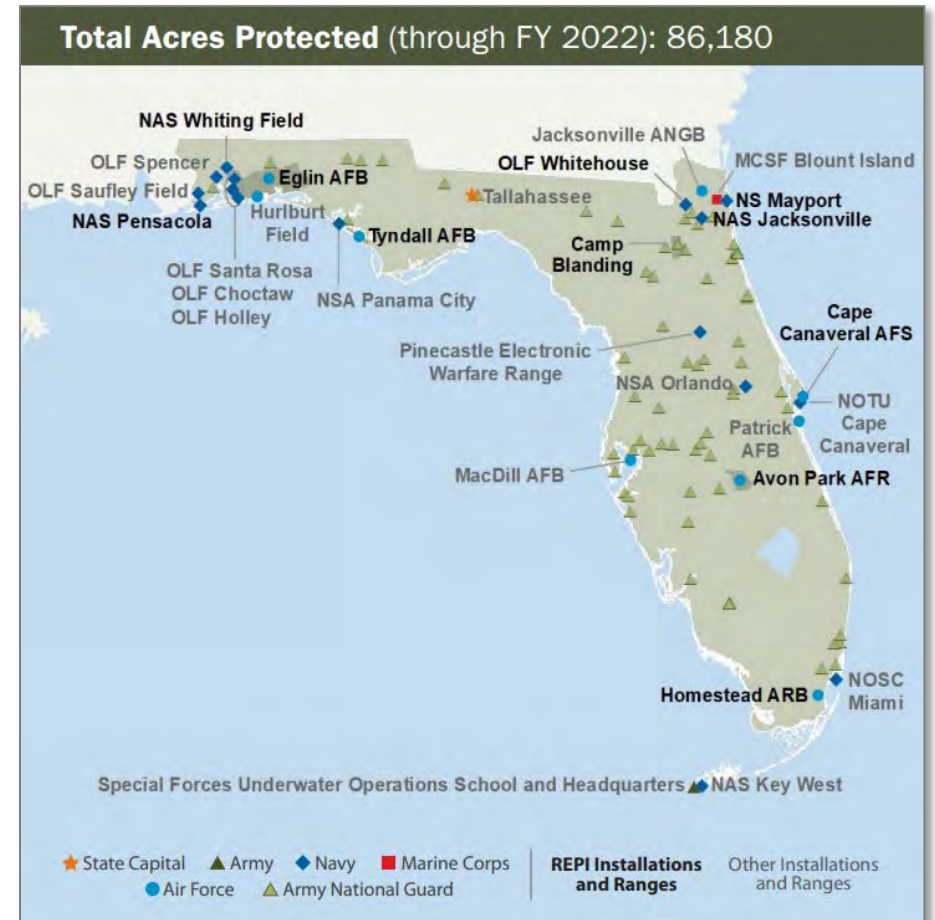 Total Acres Protected (through FY 2022): 86,180
NAS Whiting Field
OLF Spencer
OLF Saufley Field
NAS Pensacola
Eglin AFB
Hurlburt
Field
Tyndall AFB
OLF Santa Rosa
OLF Choctaw
OLF Holley
NSA Panama City
Tallahassee
Jacksonville ANGB
OLF Whitehouse
MCSF Blount Island
NS Mayport
NAS Jacksonville
Camp
Blanding
Cape
Canaveral AFS
Pinecastle Electronic
Warfare Range
NSA Orlando
NOTU
Cape
Canaveral
Patrick
AFB
MacDill AFB
Avon Park AFR
Homestead ARB
NOSC
Miami
Special Forces Underwater Operations School and Headquarters
NAS Key West
State Capital
Army
Navy
Marine Corps
Air Force
Army National Guard
REPI Installations
and Ranges
Other Installations
and Ranges